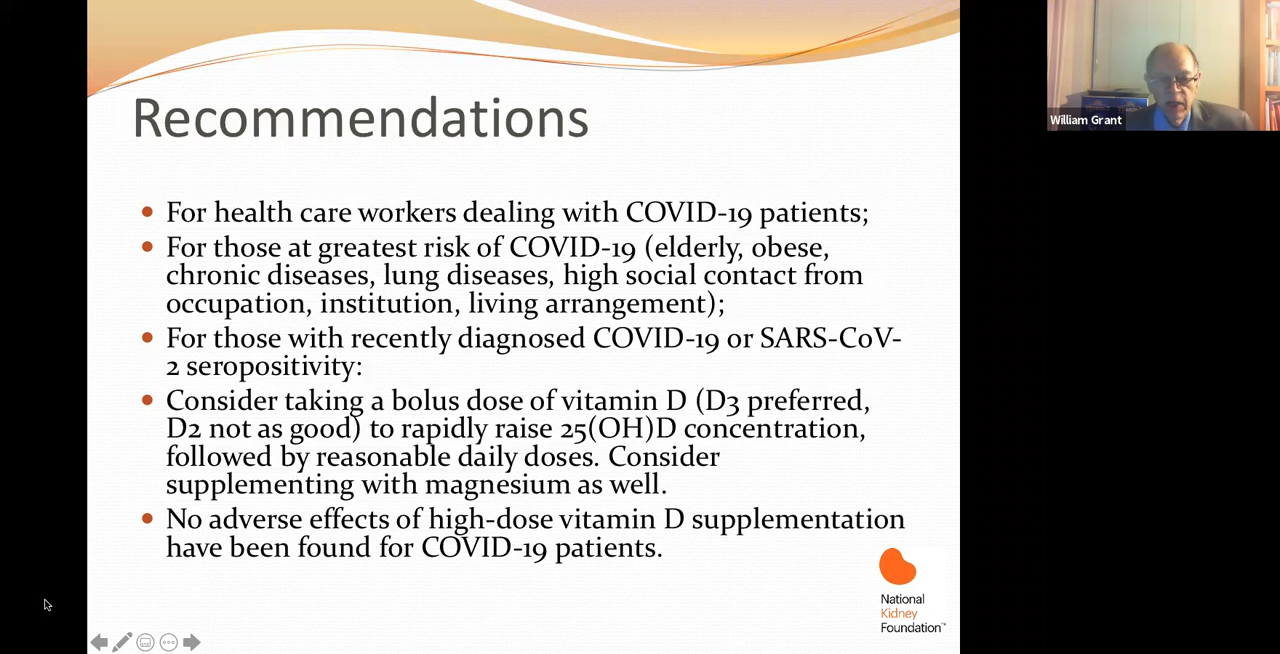 Recommendations
For health care workers dealing with COVID-19 patients;
For those at greatest risk of COVID-19 (elderly, obese,
chronic diseases, lung diseases, high social contact from
occupation, institution, living arrangement);
For those with recently diagnosed COVID-19 or SARS-CoV-
2 seropositivity:
Consider taking a bolus dose of vitamin D (D3 preferred,
D2 not as good) to rapidly raise 25(OH)D concentration,
followed by reasonable daily doses. Consider
supplementing with magnesium as well.
No adverse effects of high-dose vitamin D supplementation
have been found for COVID-19 patients.
National
Kidney
Foundation™
William Grant